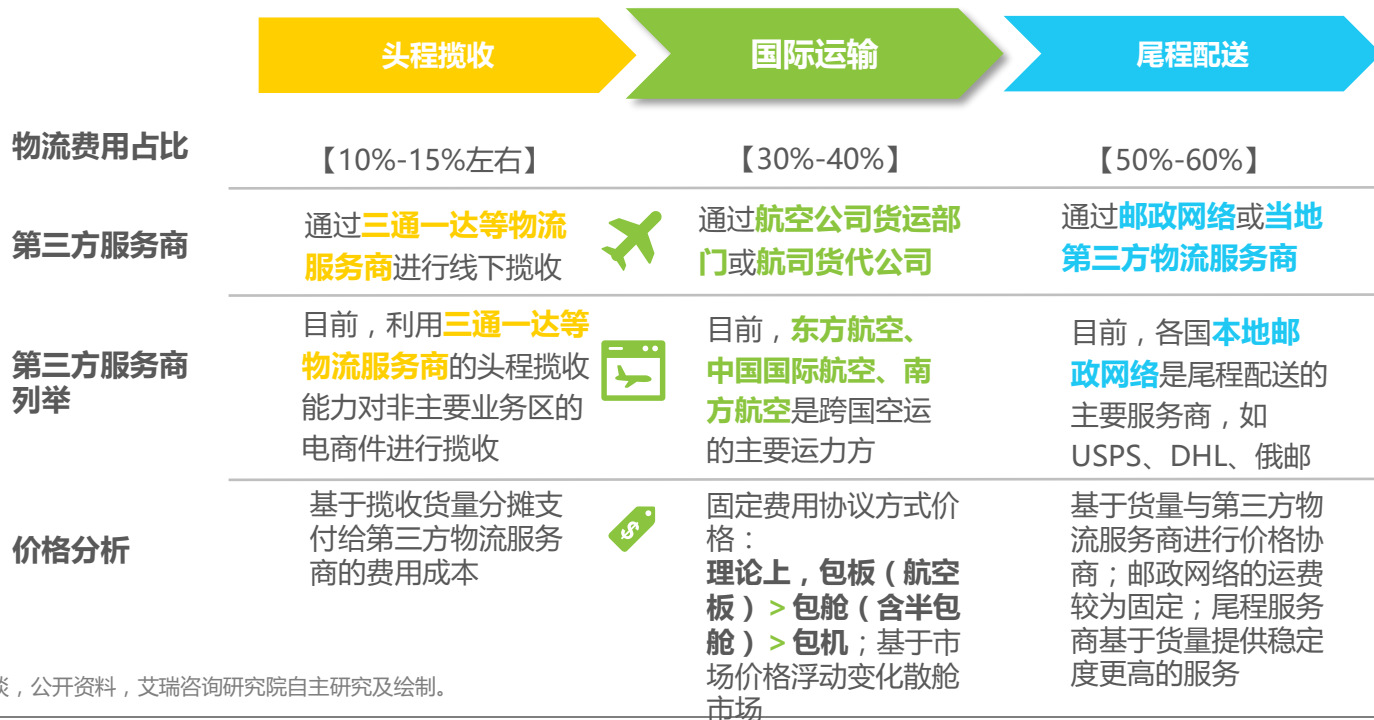 头程揽收
国际运输
尾程配送
物流费用占比
【10%-15%左右】
【30%-40%】
【50%-60%】
第三方服务商
通过三通一达等物流
服务商进行线下揽收
通过航空公司货运部
门或航司货代公司
通过邮政网络或当地
第三方物流服务商
第三方服务商
列举
目前，利用三通一达等
物流服务商的头程揽收
能力对非主要业务区的
电商件进行揽收
目前，东方航空、
中国国际航空、南
方航空是跨国空运
的主要运力方
目前，各国本地邮
政网络是尾程配送的
主要服务商，如
USPS、DHL、俄邮
价格分析
基于揽收货量分摊支
付给第三方物流服务
商的费用成本
固定费用协议方式价
格：
理论上，包板（航空
板）>包舱（含半包
舱）>包机；基于市
场价格浮动变化散舱
市场
基于货量与第三方物
流服务商进行价格协
商；邮政网络的运费
较为固定；尾程服务
商基于货量提供稳定
度更高的服务
，公开资料，艾瑞咨询研究院自主研究及绘制。